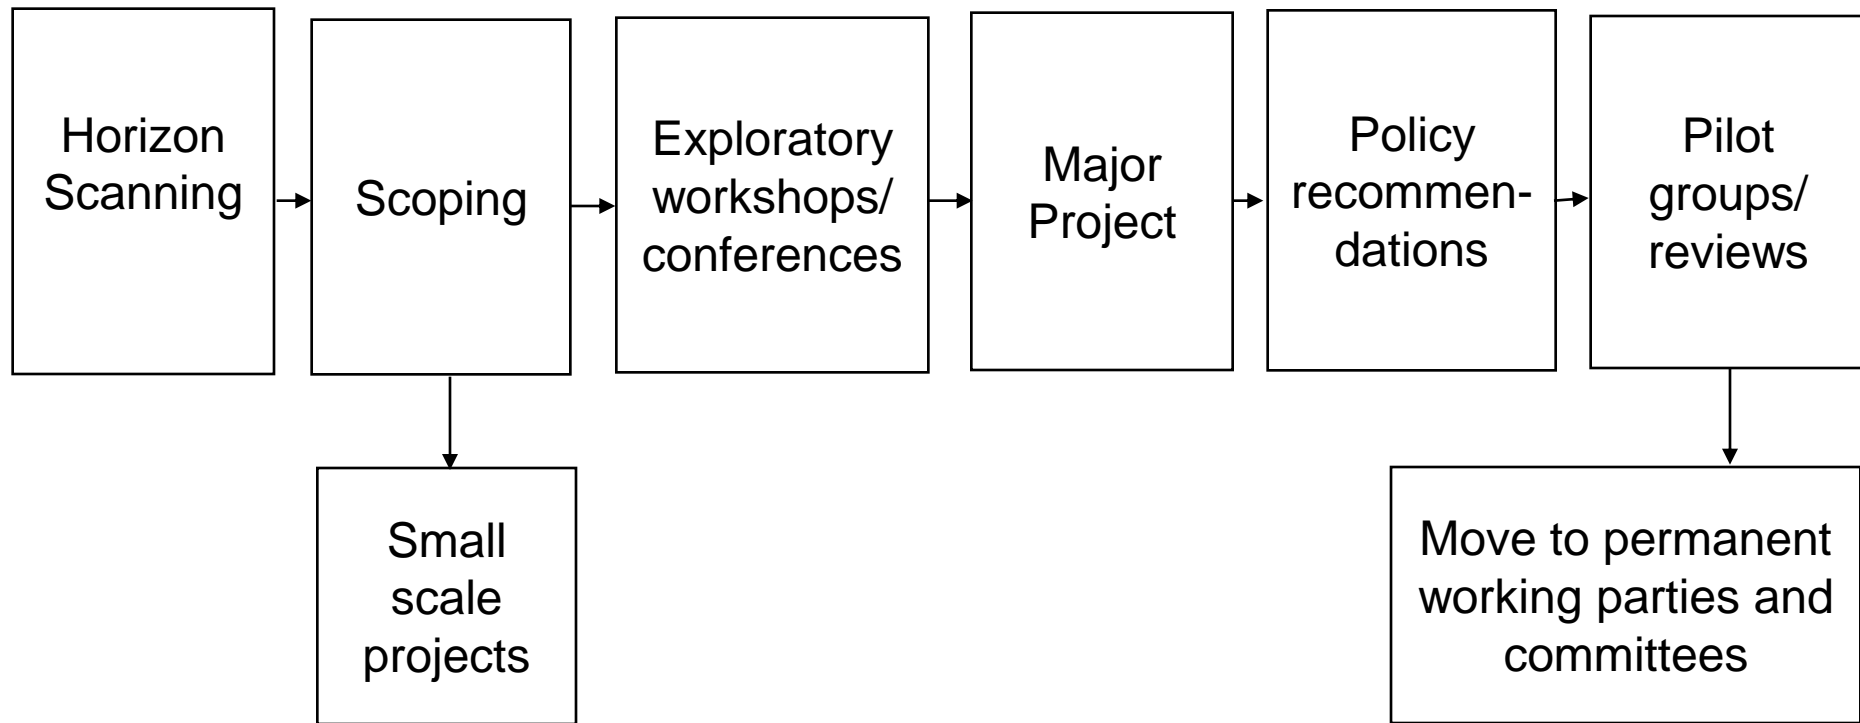 Horizon
Scanning
Scoping
Exploratory
workshops/
conferences
Major
Project
Policy
recommen-
dations
Pilot
groups/
reviews
Small
scale
projects
Move to permanent
working parties and
committees